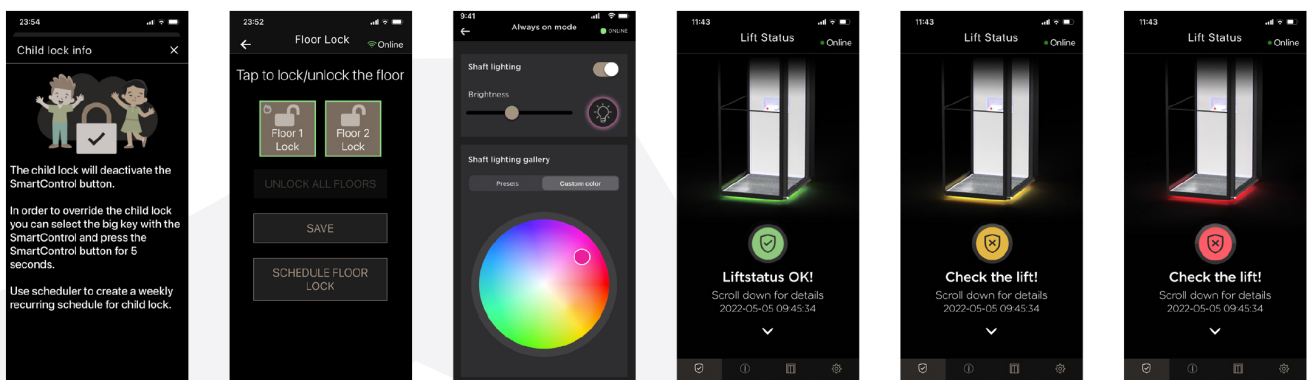 23:54
Child lock info
The child lock will deactivate the
SmartControl button.
In order to override the child lock
you can select the big key with the
SmartControl and press the
SmartControl button for 5
seconds.
Use scheduler to create a weekly
recurring schedule for child lock.
23:52
Floor Lock
Online
Tap to lock/unlock the floor
Floor 1
Lock
Floor 2
Lock
UNLOCK ALL FLOORS
SAVE
SCHEDULE FLOOR
LOCK
9:41
Always on mode
ONLINE
Shaft lighting
Brightness
Shaft lighting gallery
Presets
Custom color
11:43
Lift Status
Online
Liftstatus OK!
Scroll down for details
2022-05-05 09:45:34
11:43
Lift Status
Online
Check the lift!
Scroll down for details
2022-05-05 09:45:34
11:43
Lift Status
Online
Check the lift!
Scroll down for details
2022-05-05 09:45:34